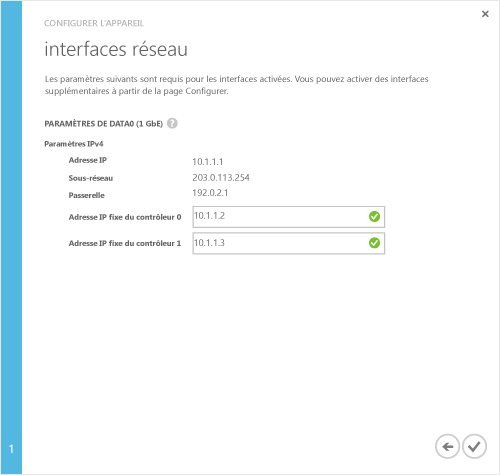 CONFIGURER L'APPAREIL
interfaces réseau
Les paramètres suivants sont requis pour les interfaces activées. Vous pouvez activer des interfaces
supplémentaires à partir de la page Configurer.
PARAMÈTRES DE DATA0 (1 GbE) ?
Paramètres IPv4
Adresse IP 10.1.1.1
Sous-réseau 203.0.113.254
Passerelle 192.0.2.1
Adresse IP fixe du contrôleur 0 10.1.1.2
Adresse IP fixe du contrôleur 1 10.1.1.3
1